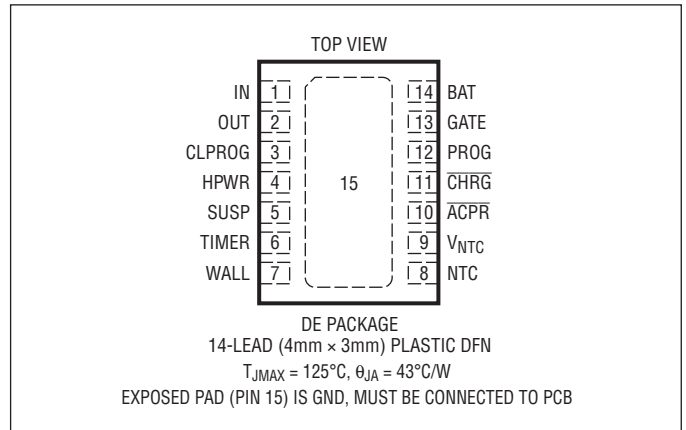 TOP VIEW
IN 1 14 BAT
OUT 2 13 GATE
CLPROG 3 12 PROG
HPWR 4 15 11 C̅H̅R̅G̅
SUSP 5 10 A̅C̅P̅R̅
TIMER 6 9 VNTC
WALL 7 8 NTC
DE PACKAGE
14-LEAD (4mm × 3mm) PLASTIC DFN
TJMAX = 125°C, θJA = 43°C/W
EXPOSED PAD (PIN 15) IS GND, MUST BE CONNECTED TO PCB